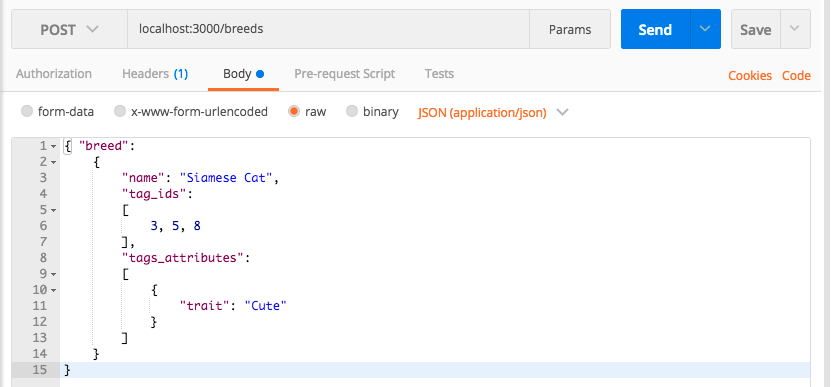 POST localhost:3000/breeds Params Send Save
Authorization Headers (1) Body Pre-request Script Tests Cookies Code
form-data x-www-form-urlencoded raw binary JSON (application/json)
1 { "breed":
2 {
3 "name": "Siamese Cat",
4 "tag_ids":
5 [
6 3, 5, 8
7 ],
8 "tags_attributes":
9 [
10 {
11 "trait": "Cute"
12 }
13 ]
14 }
15 }